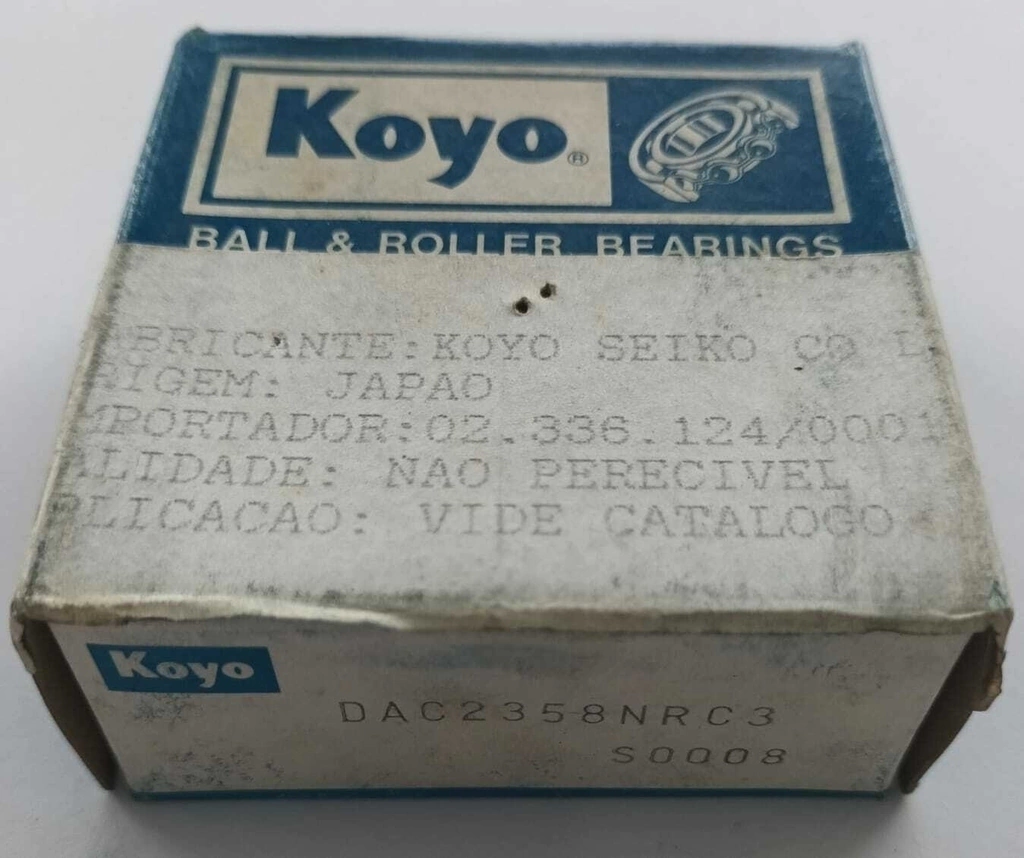 Koyo®
BALL & ROLLER BEARINGS
BRICANTE: KOYO SEIKO CO L
RIGEM: JAPAO
MPORTADOR:02.336.124/0001
ALIDADE: NAO PERECIVEL
PLICACAO: VIDE CATALOGO
Koyo
DAC2358NRC3
S0008